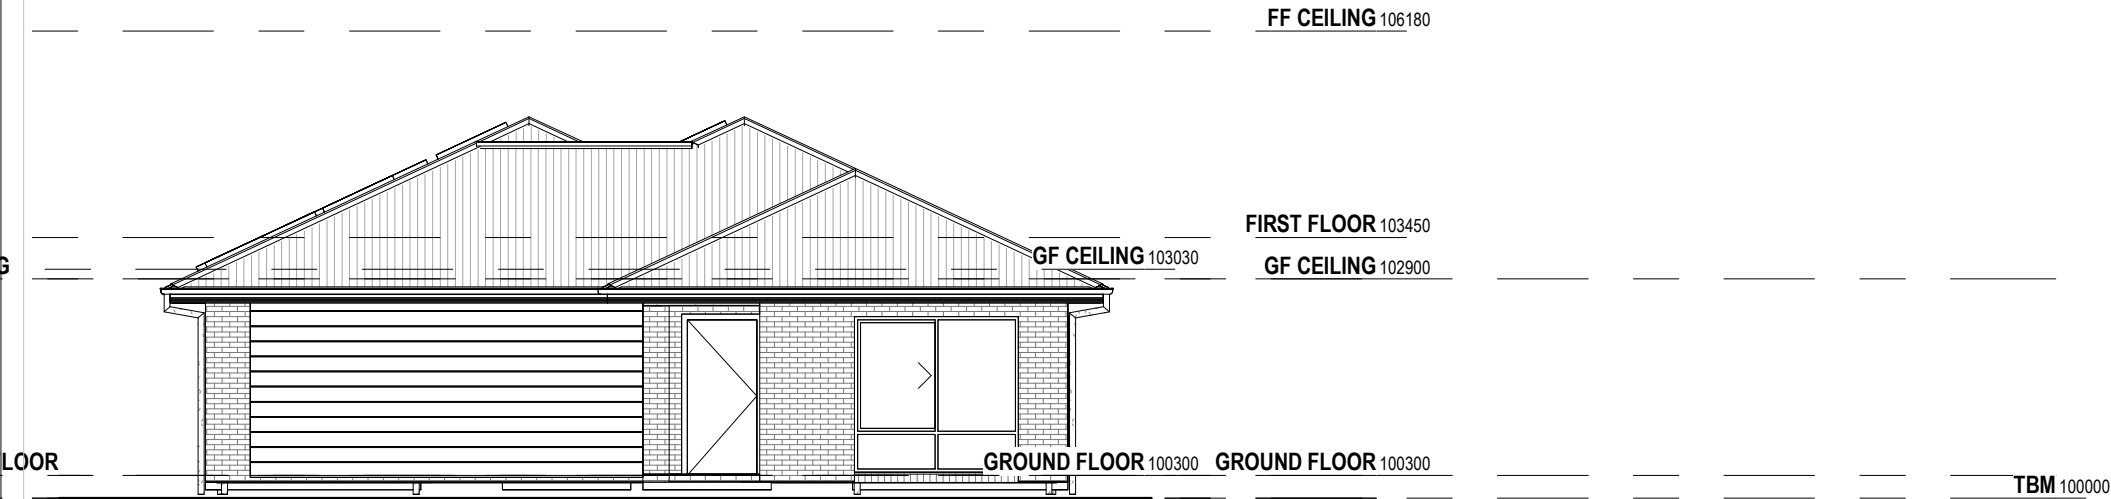 FF CEILING 106180
FIRST FLOOR 103450
G
GF CEILING 103030
GF CEILING 102900
LOOR
GROUND FLOOR 100300
GROUND FLOOR 100300
TBM 100000